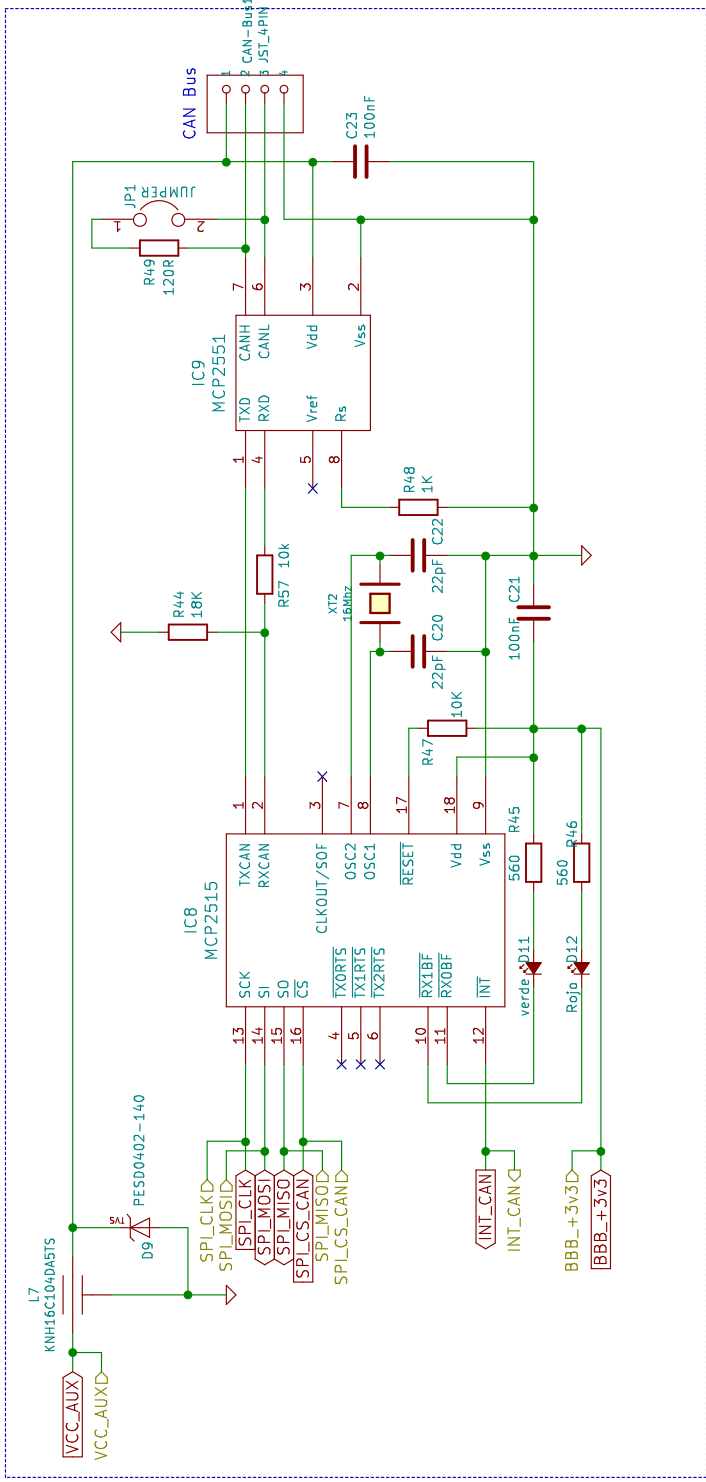 CAN Bus
CAN-Bus1
JST_4PIN
1
2
3
4
C23
100nF
JP1
JUMPER
1
2
R49
120R
7
6
3
2
CANH
CANL
Vdd
Vss
IC9
MCP2551
TXD
RXD
Vref
Rs
1
4
5
8
R48
1K
C22
22pF
R57 10k
R44
18K
XT2
16Mhz
C20
22pF
C21
100nF
R47
10K
1
2
3
7
8
17
18
9
TXCAN
RXCAN
CLKOUT/SOF
OSC2
OSC1
RESET
Vdd
Vss
IC8
MCP2515
SCK
SI
SO
CS
TX0RTS
TX1RTS
TX2RTS
RX1BF
RX0BF
INT
13
14
15
16
4
5
6
10
11
12
R45
560
R46
560
D11
verde
D12
Rojo
SPI_CLK
SPI_MOSI
SPI_CLK
SPI_MOSI
SPI_MISO
SPI_CS_CAN
SPI_MISO
SPI_CS_CAN
INT_CAN
INT_CAN
BBB_+3v3
BBB_+3v3
PESD0402-140
TVS
D9
L7
KNH16C104DA5TS
VCC_AUX
VCC_AUX